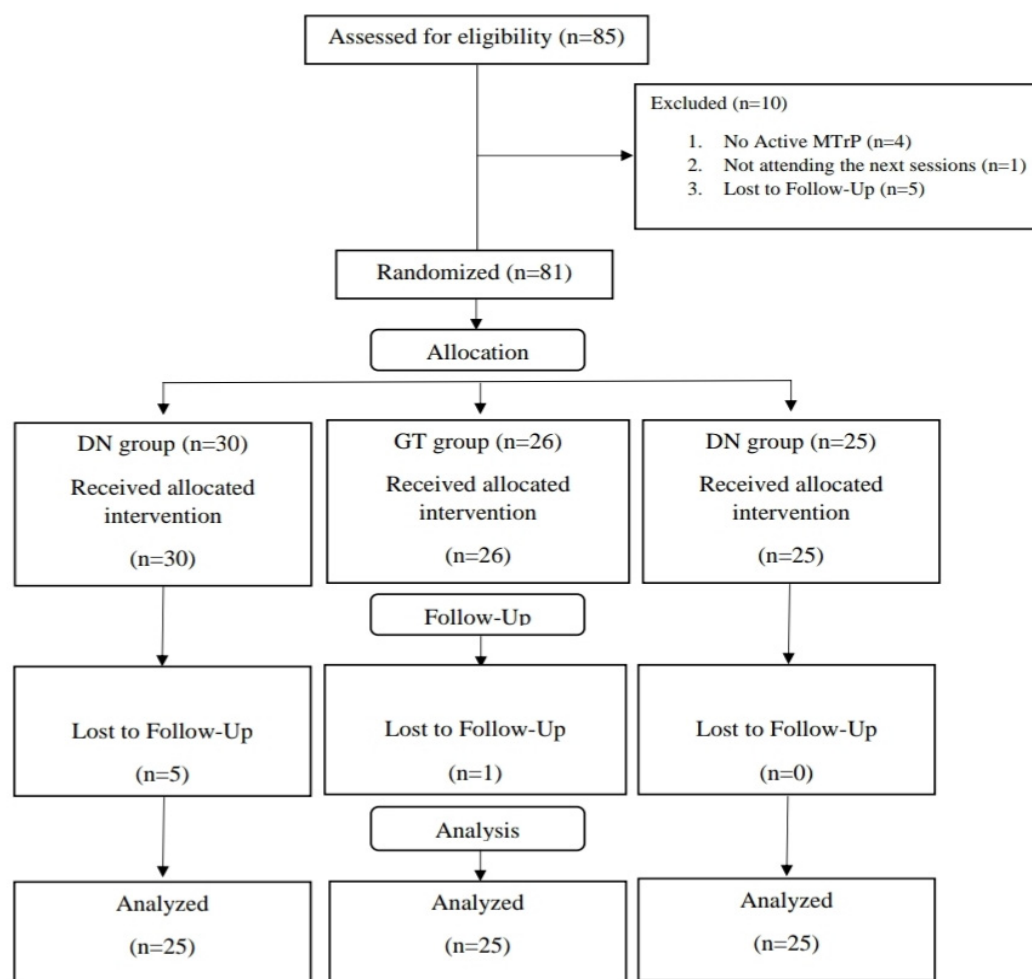 Assessed for eligibility (n=85)
Excluded (n=10)
1. No Active MTrP (n=4)
2. Not attending the next sessions (n=1)
3. Lost to Follow-Up (n=5)
Randomized (n=81)
Allocation
DN group (n=30)
Received allocated
intervention
(n=30)
GT group (n=26)
Received allocated
intervention
(n=26)
DN group (n=25)
Received allocated
intervention
(n=25)
Follow-Up
Lost to Follow-Up
(n=5)
Lost to Follow-Up
(n=1)
Lost to Follow-Up
(n=0)
Analysis
Analyzed
(n=25)
Analyzed
(n=25)
Analyzed
(n=25)